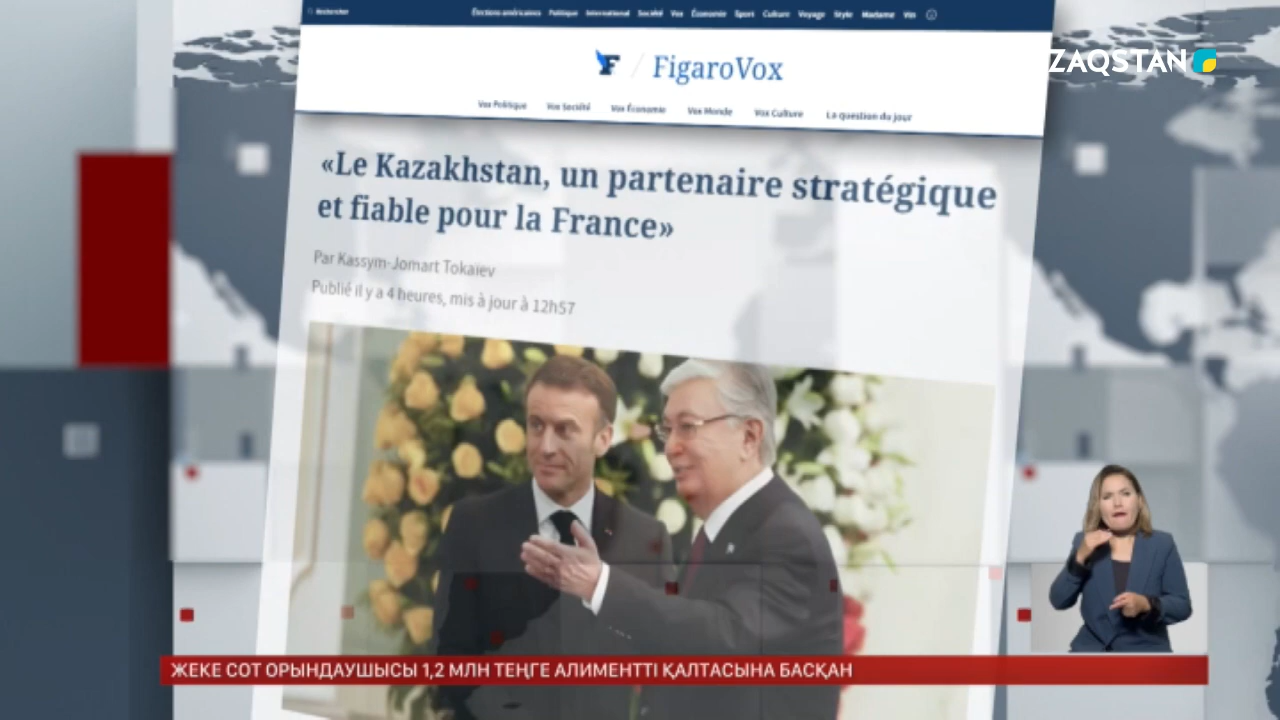 Rechercher
Élections américaines Politique International Société Vox Économie Sport Culture Voyage Style Madame
F / FigaroVox
ZAQSTAN
Vox Politique Vox Société Vox Économie Vox Monde Vox Culture La question du jour
«Le Kazakhstan, un partenaire stratégique
et fiable pour la France»
Par Kassym-Jomart Tokaïev
Publié il y a 4 heures, mis à jour à 12h57
ЖЕКЕ СОТ ОРЫНДАУШЫСЫ 1,2 МЛН ТЕҢГЕ АЛИМЕНТТІ ҚАЛТАСЫНА БАСҚАН